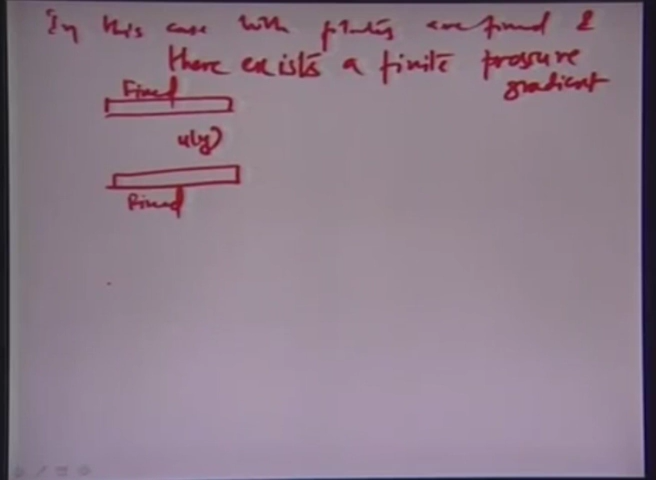 In this case both plates are fixed &
there exists a finite pressure
gradient
Fixed
u(y)
Fixed